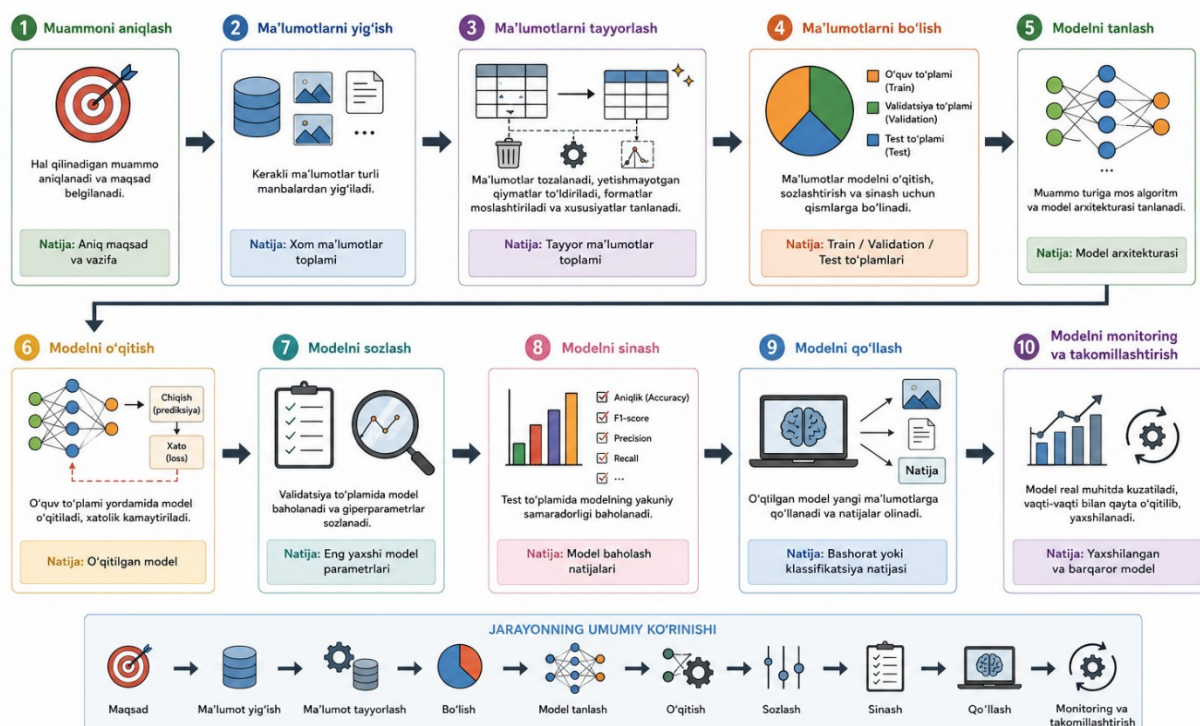 1 Muammoni aniqlash
Hal qilinadigan muammo
aniqlanadi va maqsad
belgilanadi.
Natija: Aniq maqsad
va vazifa
2 Ma'lumotlarni yig'ish
...
Kerakli ma'lumotlar turli
manbalardan yig'iladi.
Natija: Xom ma'lumotlar
toplami
3 Ma'lumotlarni tayyorlash
Ma'lumotlar tozalanadi, yetishmayotgan
qiymatlar to'ldiriladi, formatlar
moslashtiriladi va xususiyatlar tanlanadi.
Natija: Tayyor ma'lumotlar
toplami
4 Ma'lumotlarni bo'lish
O'quv to'plami
(Train)
Validatsiya to'plami
(Validation)
Test to'plami
(Test)
Ma'lumotlar modelni o'qitish,
sozlashtirish va sinash uchun
qismlarga bo'linadi.
Natija: Train / Validation /
Test to'plamlari
5 Modelni tanlash
...
Muammo turiga mos algoritm
va model arxitekturasi tanlanadi.
Natija: Model arxitekturasi
6 Modelni o'qitish
Chiqish
(prediksiya)
Xato
(loss)
O'quv to'plami yordamida model
o'qitiladi, xatolik kamaytiriladi.
Natija: O'qitilgan model
7 Modelni sozlash
Validatsiya to'plamida model
baholanadi va giperparametrlar
sozlanadi.
Natija: Eng yaxshi model
parametrlari
8 Modelni sinash
Aniqlik (Accuracy)
F1-score
Precision
Recall
...
Test to'plamida modelning yakuniy
samaradorligi baholanadi.
Natija: Model baholash
natijalari
9 Modelni qo'llash
Natija
O'qitilgan model yangi ma'lumotlarga
qo'llanadi va natijalar olinadi.
Natija: Bashorat yoki
klassifikatsiya natijasi
10 Modelni monitoring
va takomillashtirish
Model real muhitda kuzatiladi,
vaqti-vaqti bilan qayta o'qitilib,
yaxshilanadi.
Natija: Yaxshilangan
va barqaror model
JARAYONNING UMUMIY KO'RINISHI
Maqsad
Ma'lumot yig'ish
Ma'lumot tayyorlash
Bo'lish
Model tanlash
O'qitish
Sozlash
Sinash
Qo'llash
Monitoring va
takomillashtirish